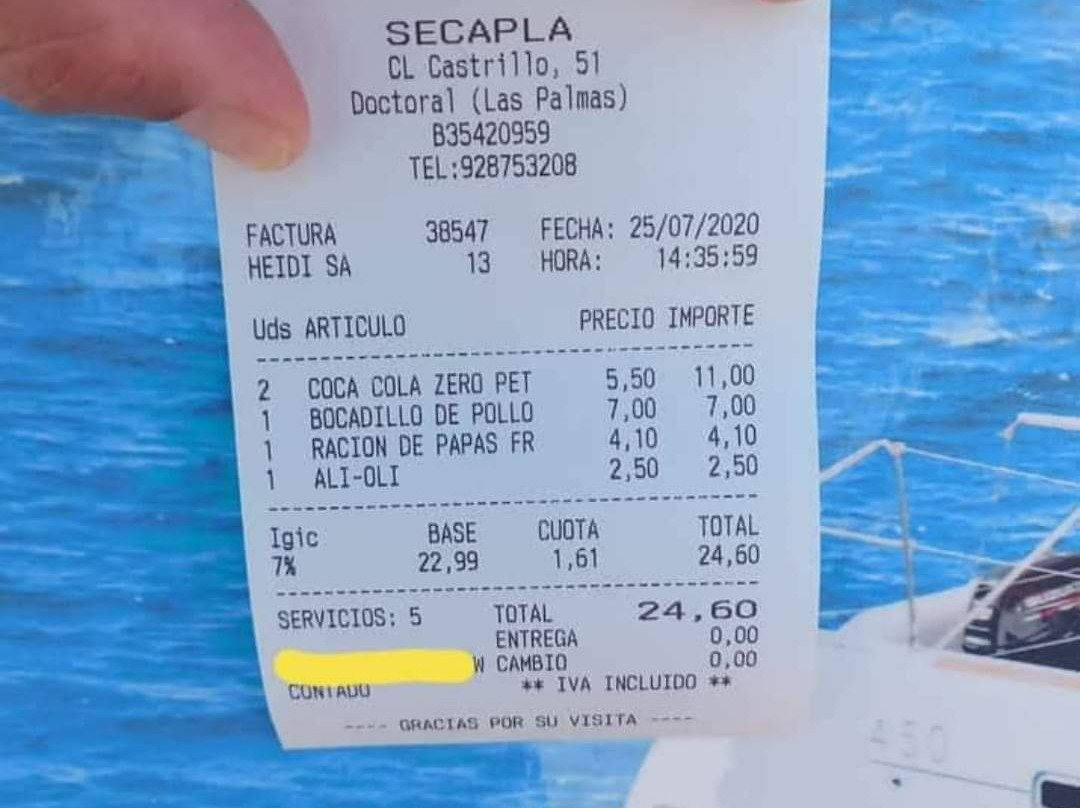 SECAPLA
CL Castrillo, 51
Doctoral (Las Palmas)
B35420959
TEL:928753208
FACTURA 38547 FECHA: 25/07/2020
HEIDI SA 13 HORA: 14:35:59
Uds ARTICULO PRECIO IMPORTE
2 COCA COLA ZERO PET 5,50 11,00
1 BOCADILLO DE POLLO 7,00 7,00
1 RACION DE PAPAS FR 4,10 4,10
1 ALI-OLI 2,50 2,50
Igic BASE CUOTA TOTAL
7% 22,99 1,61 24,60
SERVICIOS: 5 TOTAL 24,60
ENTREGA 0,00
W CAMBIO 0,00
CONTADO ** IVA INCLUIDO **
---- GRACIAS POR SU VISITA ----
450